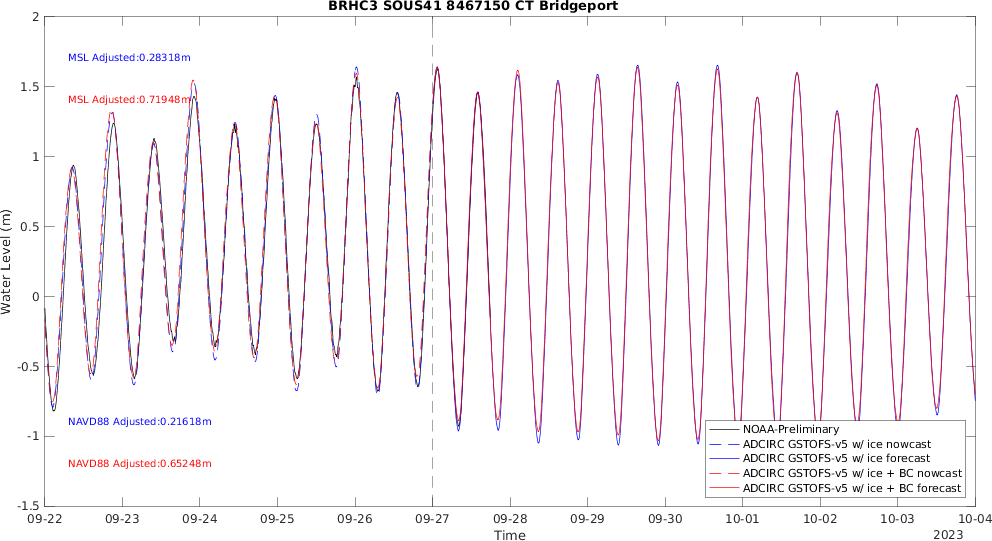 BRHC3 SOUS41 8467150 CT Bridgeport
2
1.5
1
0.5
0
-0.5
-1
-1.5
Water Level (m)
MSL Adjusted:0.28318m
MSL Adjusted:0.71948m
NAVD88 Adjusted:0.21618m
NAVD88 Adjusted:0.65248m
NOAA-Preliminary
ADCIRC GSTOFS-v5 w/ ice nowcast
ADCIRC GSTOFS-v5 w/ ice forecast
ADCIRC GSTOFS-v5 w/ ice + BC nowcast
ADCIRC GSTOFS-v5 w/ ice + BC forecast
09-22 09-23 09-24 09-25 09-26 09-27 09-28 09-29 09-30 10-01 10-02 10-03 10-04
Time
2023